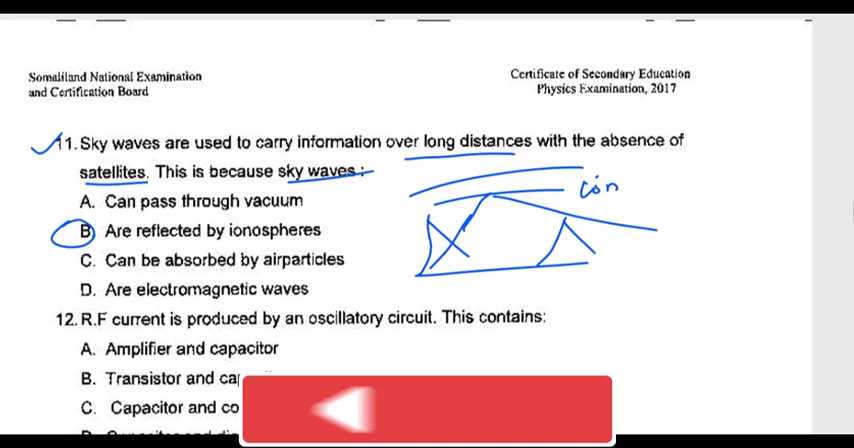 Somaliland National Examination
and Certification Board
Certificate of Secondary Education
Physics Examination, 2017
11. Sky waves are used to carry information over long distances with the absence of
satellites. This is because sky waves:
A. Can pass through vacuum
B. Are reflected by ionospheres
C. Can be absorbed by airparticles
D. Are electromagnetic waves
12. R.F current is produced by an oscillatory circuit. This contains:
A. Amplifier and capacitor
B. Transistor and
C. Capacitor and